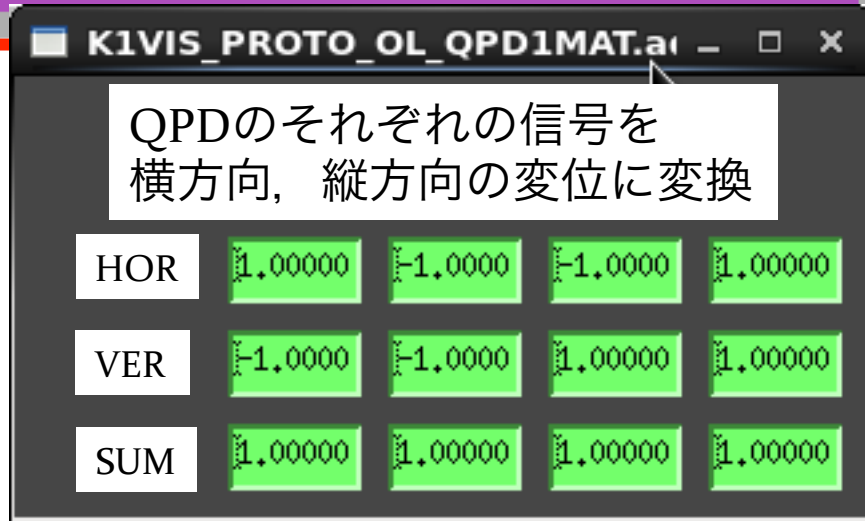 K1VIS_PROTO_OL_QPD1MAT.a
QPDのそれぞれの信号を
横方向，縦方向の変位に変換
HOR 1.00000 -1.0000 -1.0000 1.00000
VER -1.0000 -1.0000 1.00000 1.00000
SUM 1.00000 1.00000 1.00000 1.00000